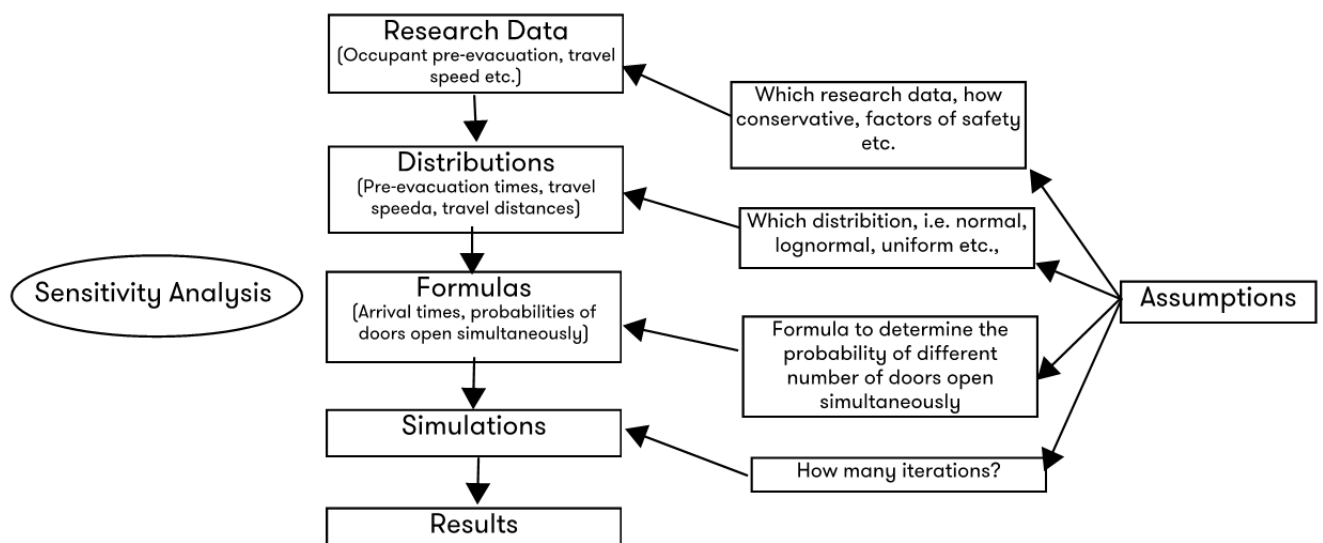 Research Data
(Occupant pre-evacuation, travel
speed etc.)
Which research data, how
conservative, factors of safety
etc.
Distributions
(Pre-evacuation times, travel
speeda, travel distances)
Which distribition, i.e. normal,
lognormal, uniform etc.,
Sensitivity Analysis
Formulas
(Arrival times, probabilities of
doors open simultaneously)
Assumptions
Formula to determine the
probability of different
number of doors open
simultaneously
Simulations
How many iterations?
Results